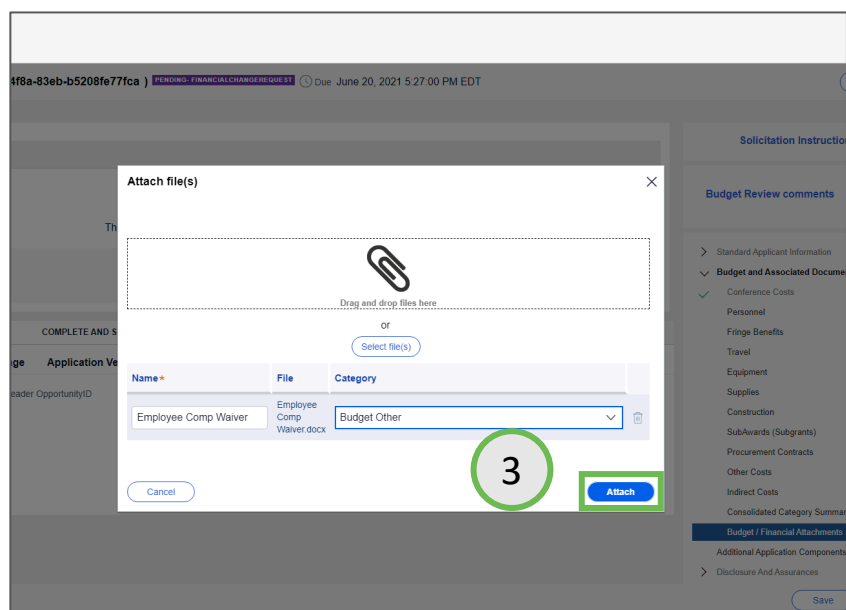 4f8a-83eb-b5208fe77fca ) PENDING- FINANCIALCHANGEREQUEST Due June 20, 2021 5:27:00 PM EDT
Solicitation Instruction
Budget Review comments
Th
COMPLETE AND S
ge Application Ve
eader OpportunityID
Attach file(s)
Drag and drop files here
or
Select file(s)
Name* File Category
Employee Comp Waiver
Employee
Comp
Waiver.docx
Budget Other
3
Cancel
Attach
Standard Applicant Information
Budget and Associated Docume
Conference Costs
Personnel
Fringe Benefits
Travel
Equipment
Supplies
Construction
SubAwards (Subgrants)
Procurement Contracts
Other Costs
Indirect Costs
Consolidated Category Summar
Budget / Financial Attachments
Additional Application Components
Disclosure And Assurances
Save